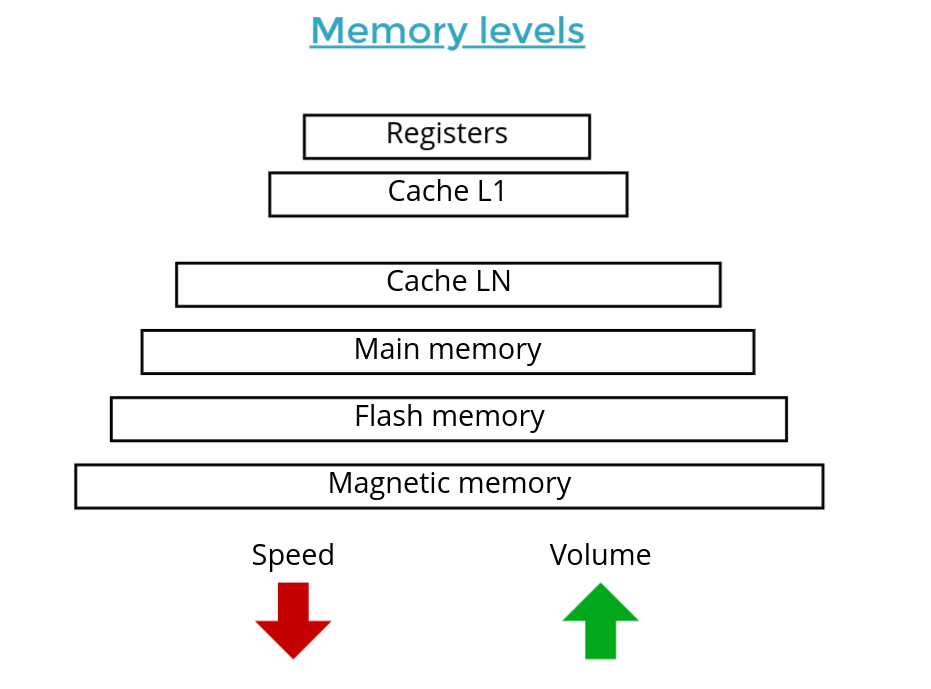 Memory levels
Registers
Cache L1
Cache LN
Main memory
Flash memory
Magnetic memory
Speed Volume